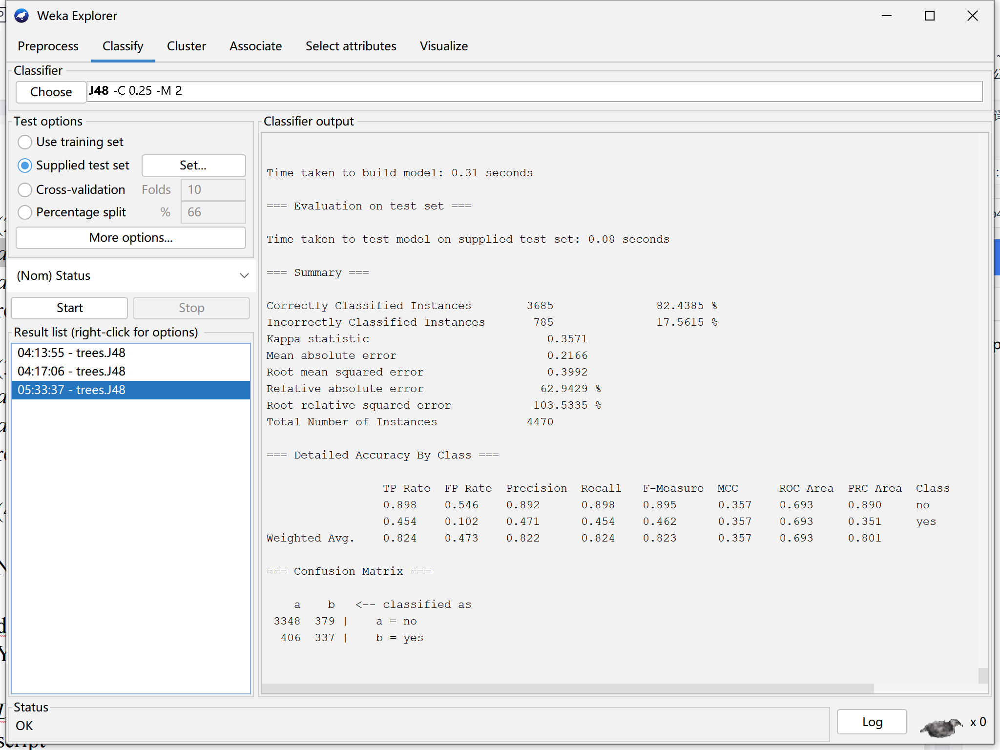 Weka Explorer
Preprocess Classify Cluster Associate Select attributes Visualize
Classifier
Choose J48 -C 0.25 -M 2
Test options
Use training set
Supplied test set Set...
Cross-validation Folds 10
Percentage split % 66
More options...
(Nom) Status
Start Stop
Result list (right-click for options)
04:13:55 - trees.J48
04:17:06 - trees.J48
05:33:37 - trees.J48
Classifier output
Time taken to build model: 0.31 seconds
=== Evaluation on test set ===
Time taken to test model on supplied test set: 0.08 seconds
=== Summary ===
Correctly Classified Instances 3685 82.4385 %
Incorrectly Classified Instances 785 17.5615 %
Kappa statistic 0.3571
Mean absolute error 0.2166
Root mean squared error 0.3992
Relative absolute error 62.9429 %
Root relative squared error 103.5335 %
Total Number of Instances 4470
=== Detailed Accuracy By Class ===
TP Rate FP Rate Precision Recall F-Measure MCC ROC Area PRC Area Class
0.898 0.546 0.892 0.898 0.895 0.357 0.693 0.890 no
0.454 0.102 0.471 0.454 0.462 0.357 0.693 0.351 yes
Weighted Avg. 0.824 0.473 0.822 0.824 0.823 0.357 0.693 0.801
=== Confusion Matrix ===
a b <-- classified as
3348 379 | a = no
406 337 | b = yes
Status
OK
Log
x 0